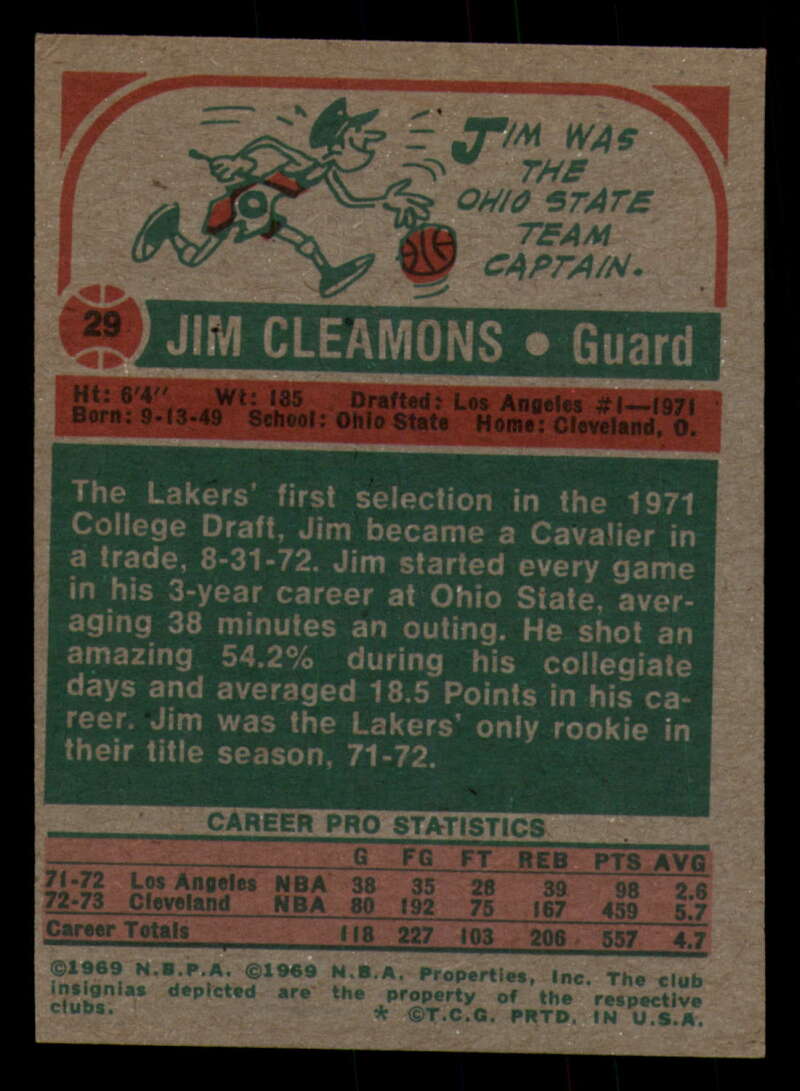 JIM WAS
THE
OHIO STATE
TEAM
CAPTAIN.
29
JIM CLEAMONS • Guard
Ht: 6'4" Wt: 185 Drafted: Los Angeles #1—1971
Born: 9-13-49 School: Ohio State Home: Cleveland, O.
The Lakers' first selection in the 1971
College Draft, Jim became a Cavalier in
a trade, 8-31-72. Jim started every game
in his 3-year career at Ohio State, aver-
aging 38 minutes an outing. He shot an
amazing 54.2% during his collegiate
days and averaged 18.5 Points in his ca-
reer. Jim was the Lakers' only rookie in
their title season, 71-72.
CAREER PRO STATISTICS
G FG FT REB PTS AVG
71-72 Los Angeles NBA 38 35 28 39 98 2.6
72-73 Cleveland NBA 80 192 75 167 459 5.7
Career Totals 118 227 103 206 557 4.7
©1969 N.B.P.A. ©1969 N.B.A. Properties, Inc. The club
insignias depicted are the property of the respective
clubs. * ©T.C.G. PRTD. IN U.S.A.